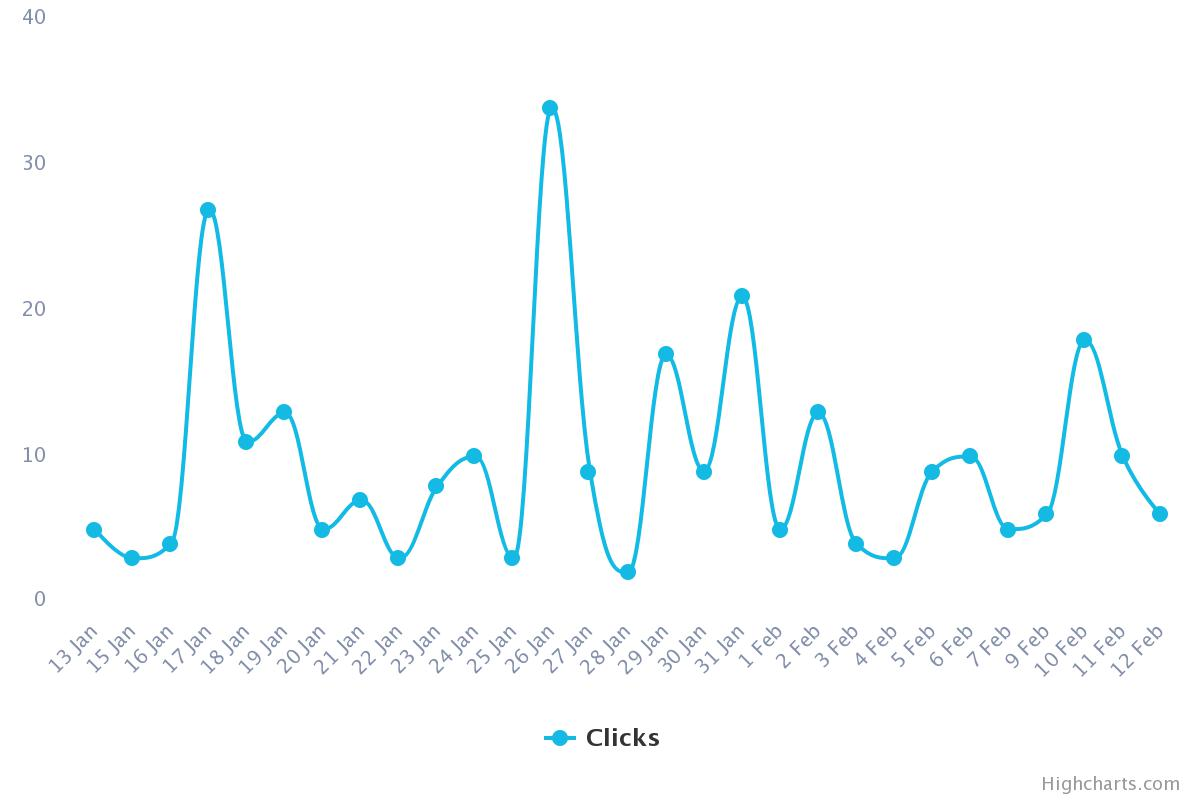 40
30
20
10
0
13 Jan
15 Jan
16 Jan
17 Jan
18 Jan
19 Jan
20 Jan
21 Jan
22 Jan
23 Jan
24 Jan
25 Jan
26 Jan
27 Jan
28 Jan
29 Jan
30 Jan
31 Jan
1 Feb
2 Feb
3 Feb
4 Feb
5 Feb
6 Feb
7 Feb
9 Feb
10 Feb
11 Feb
12 Feb
Clicks
Highcharts.com